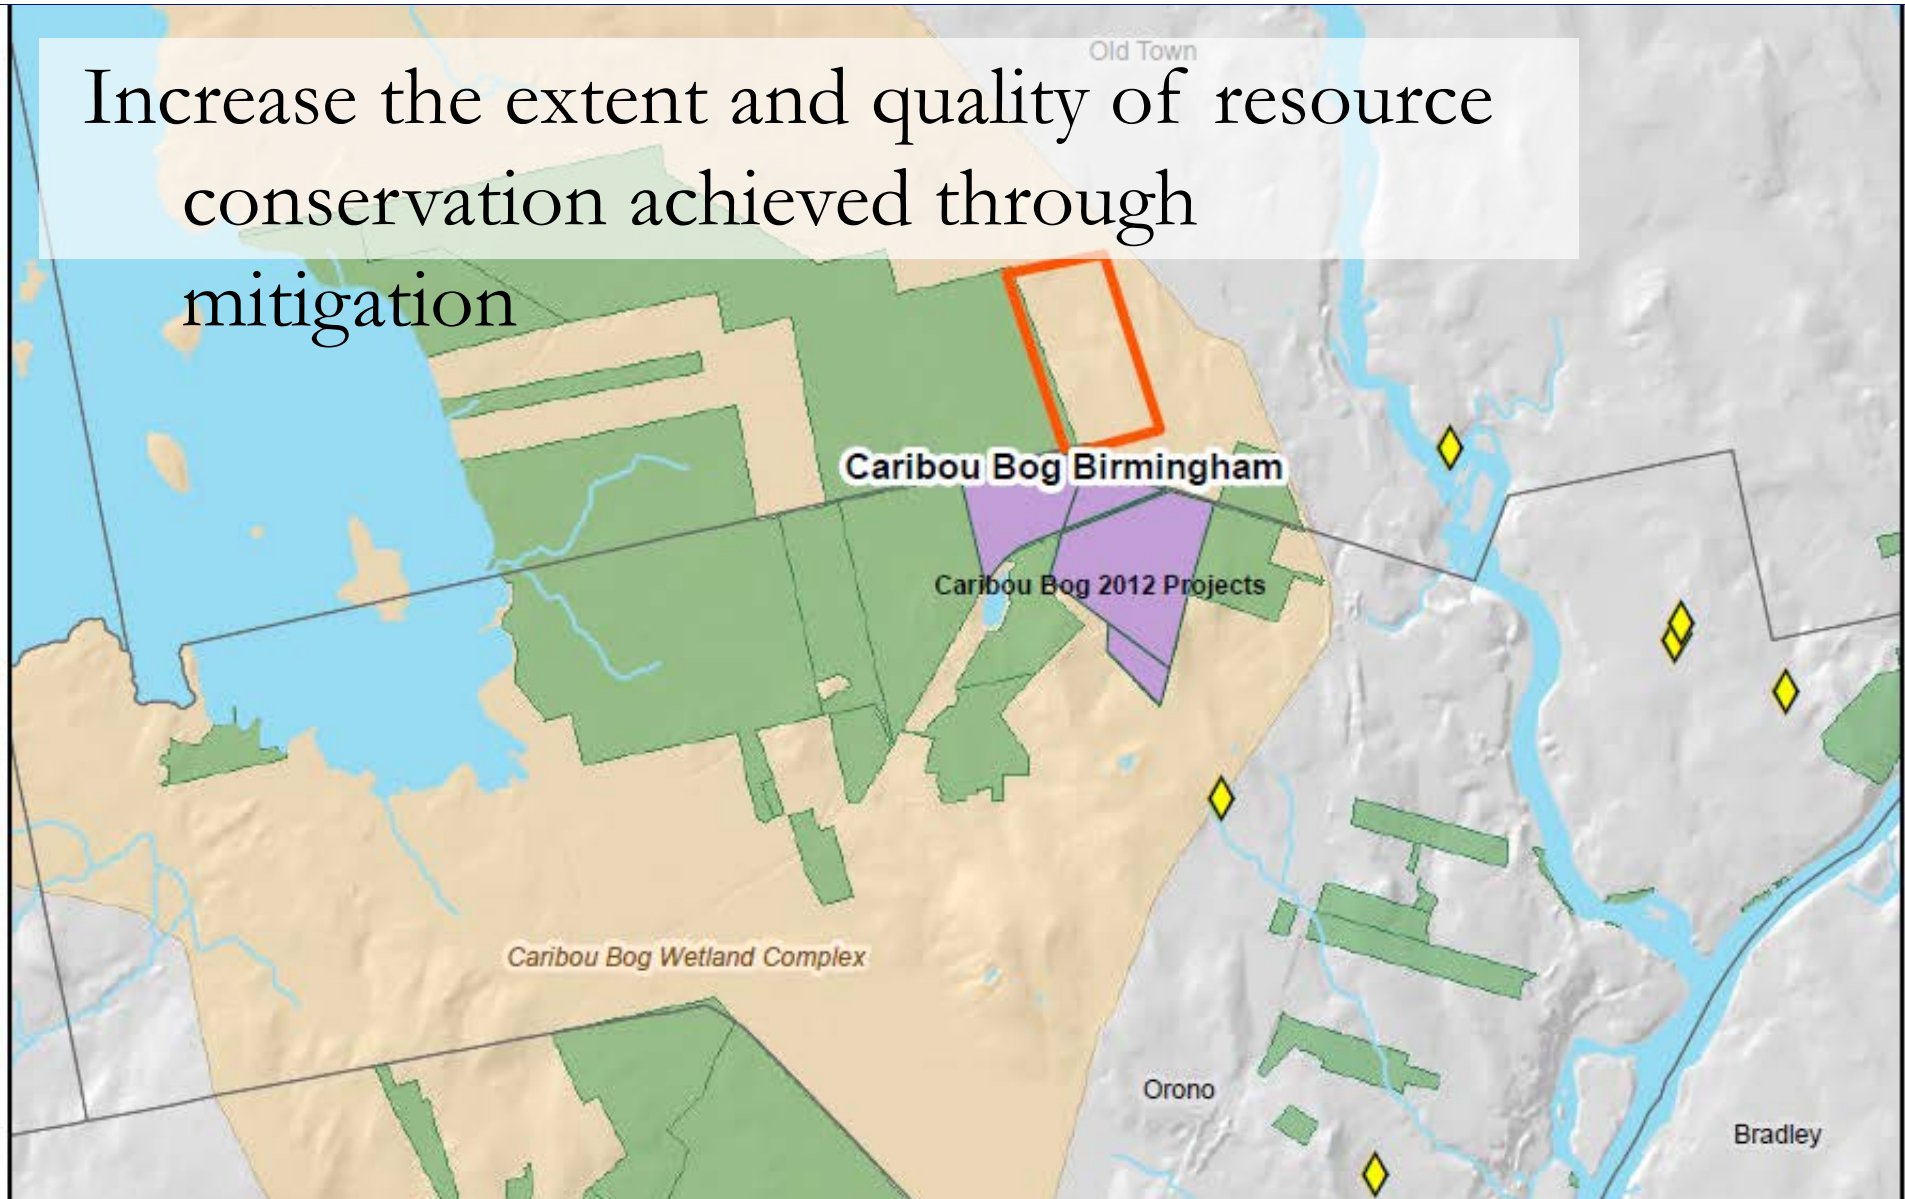 Old Town
Increase the extent and quality of resource
conservation achieved through
mitigation
Caribou Bog Birmingham
Caribou Bog 2012 Projects
Caribou Bog Wetland Complex
Orono
Bradley